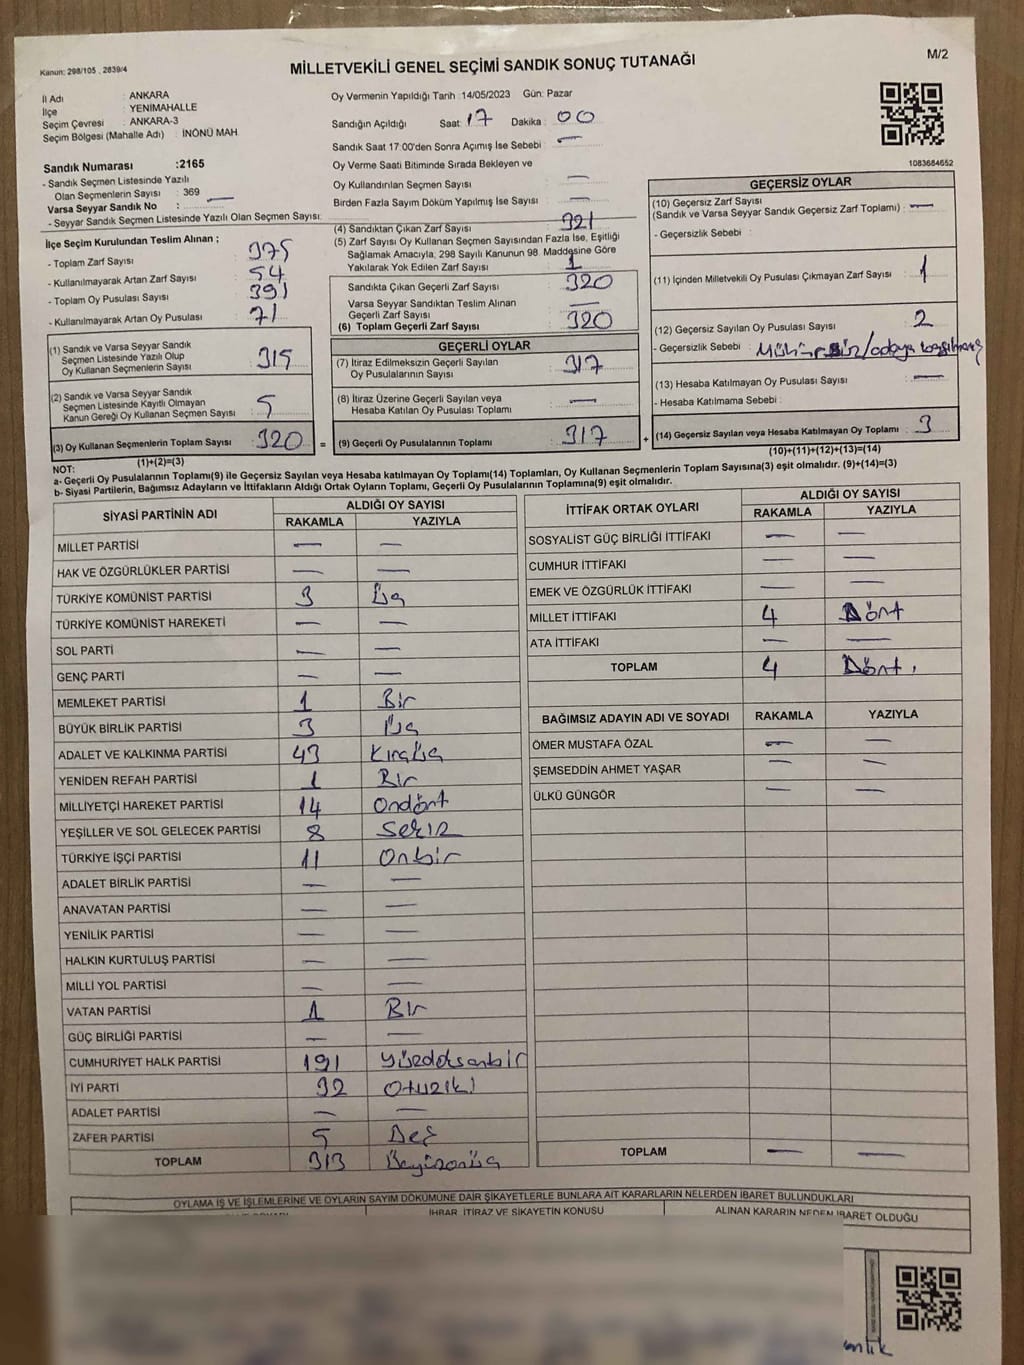 Kanun: 298/105 , 2839/4
MİLLETVEKİLİ GENEL SEÇİMİ SANDIK SONUÇ TUTANAĞI
M/2
İl Adı : ANKARA
İlçe : YENİMAHALLE
Seçim Çevresi : ANKARA-3
Seçim Bölgesi (Mahalle Adı) : İNÖNÜ MAH.
Sandık Numarası :2165
- Sandık Seçmen Listesinde Yazılı
Olan Seçmenlerin Sayısı : 369
Varsa Seyyar Sandık No : —
- Seyyar Sandık Seçmen Listesinde Yazılı Olan Seçmen Sayısı:
Oy Vermenin Yapıldığı Tarih :14/05/2023 Gün: Pazar
Sandığın Açıldığı Saat 17 Dakika 00
Sandık Saat 17:00'den Sonra Açımış İse Sebebi : —
Oy Verme Saati Bitiminde Sırada Bekleyen ve
Oy Kullandırılan Seçmen Sayısı : —
Birden Fazla Sayım Döküm Yapılmış İse Sayısı : —
1083684652
İlçe Seçim Kurulundan Teslim Alınan ;
- Toplam Zarf Sayısı : 375
- Kullanılmayarak Artan Zarf Sayısı : 54
- Toplam Oy Pusulası Sayısı : 391
- Kullanılmayarak Artan Oy Pusulası : 71
(1) Sandık ve Varsa Seyyar Sandık
Seçmen Listesinde Yazılı Olup
Oy Kullanan Seçmenlerin Sayısı : 315
(2) Sandık ve Varsa Seyyar Sandık
Seçmen Listesinde Kayıtlı Olmayan
Kanun Gereği Oy Kullanan Seçmen Sayısı : 5
(3) Oy Kullanan Seçmenlerin Toplam Sayısı : 320
(1)+(2)=(3)
(4) Sandıktan Çıkan Zarf Sayısı : 321
(5) Zarf Sayısı Oy Kullanan Seçmen Sayısından Fazla İse, Eşitliği
Sağlamak Amacıyla; 298 Sayılı Kanunun 98. Maddesine Göre
Yakılarak Yok Edilen Zarf Sayısı : 1
Sandıkta Çıkan Geçerli Zarf Sayısı : 320
Varsa Seyyar Sandıktan Teslim Alınan
Geçerli Zarf Sayısı : —
(6) Toplam Geçerli Zarf Sayısı : 320
GEÇERLİ OYLAR
(7) İtiraz Edilmeksizin Geçerli Sayılan
Oy Pusulalarının Sayısı : 317
(8) İtiraz Üzerine Geçerli Sayılan veya
Hesaba Katılan Oy Pusulası Toplamı : —
= (9) Geçerli Oy Pusulalarının Toplamı : 317
GEÇERSİZ OYLAR
(10) Geçersiz Zarf Sayısı
(Sandık ve Varsa Seyyar Sandık Geçersiz Zarf Toplamı) : —
- Geçersizlik Sebebi :
(11) İçinden Milletvekili Oy Pusulası Çıkmayan Zarf Sayısı : 1
(12) Geçersiz Sayılan Oy Pusulası Sayısı : 2
- Geçersizlik Sebebi :
(13) Hesaba Katılmayan Oy Pusulası Sayısı : —
- Hesaba Katılmama Sebebi :
+ (14) Geçersiz Sayılan veya Hesaba Katılmayan Oy Toplamı : 3
(10)+(11)+(12)+(13)=(14)
NOT:
a- Geçerli Oy Pusulalarının Toplamı(9) ile Geçersiz Sayılan veya Hesaba katılmayan Oy Toplamı(14) Toplamları, Oy Kullanan Seçmenlerin Toplam Sayısına(3) eşit olmalıdır. (9)+(14)=(3)
b- Siyasi Partilerin, Bağımsız Adayların ve İttifakların Aldığı Ortak Oyların Toplamı, Geçerli Oy Pusulalarının Toplamına(9) eşit olmalıdır.
SİYASİ PARTİNİN ADI ALDIĞI OY SAYISI
RAKAMLA YAZIYLA
MİLLET PARTİSİ — —
HAK VE ÖZGÜRLÜKLER PARTİSİ — —
TÜRKİYE KOMÜNİST PARTİSİ 3 Üç
TÜRKİYE KOMÜNİST HAREKETİ — —
SOL PARTİ — —
GENÇ PARTİ — —
MEMLEKET PARTİSİ 1 Bir
BÜYÜK BİRLİK PARTİSİ 3 Üç
ADALET VE KALKINMA PARTİSİ 43 Kırküç
YENİDEN REFAH PARTİSİ 1 Bir
MİLLİYETÇİ HAREKET PARTİSİ 14 Ondört
YEŞİLLER VE SOL GELECEK PARTİSİ 8 Sekiz
TÜRKİYE İŞÇİ PARTİSİ 11 Onbir
ADALET BİRLİK PARTİSİ — —
ANAVATAN PARTİSİ — —
YENİLİK PARTİSİ — —
HALKIN KURTULUŞ PARTİSİ — —
MİLLİ YOL PARTİSİ — —
VATAN PARTİSİ 1 Bir
GÜÇ BİRLİĞİ PARTİSİ — —
CUMHURİYET HALK PARTİSİ 191 Yüzdoksanbir
İYİ PARTİ 32 Otuziki
ADALET PARTİSİ — —
ZAFER PARTİSİ 5 Beş
TOPLAM 313 Üçyüzonüç
İTTİFAK ORTAK OYLARI ALDIĞI OY SAYISI
RAKAMLA YAZIYLA
SOSYALİST GÜÇ BİRLİĞİ İTTİFAKI — —
CUMHUR İTTİFAKI — —
EMEK VE ÖZGÜRLÜK İTTİFAKI — —
MİLLET İTTİFAKI 4 Dört
ATA İTTİFAKI — —
TOPLAM 4 Dört
BAĞIMSIZ ADAYIN ADI VE SOYADI RAKAMLA YAZIYLA
ÖMER MUSTAFA ÖZAL — —
ŞEMSEDDİN AHMET YAŞAR — —
ÜLKÜ GÜNGÖR — —
TOPLAM — —
OYLAMA İŞ VE İŞLEMLERİNE VE OYLARIN SAYIM DÖKÜMÜNE DAİR ŞİKAYETLERLE BUNLARA AİT KARARLARIN NELERDEN İBARET BULUNDUKLARI
İHBAR, İTİRAZ VE ŞİKAYETİN KONUSU
ALINAN KARARIN NEDEN İBARET OLDUĞU